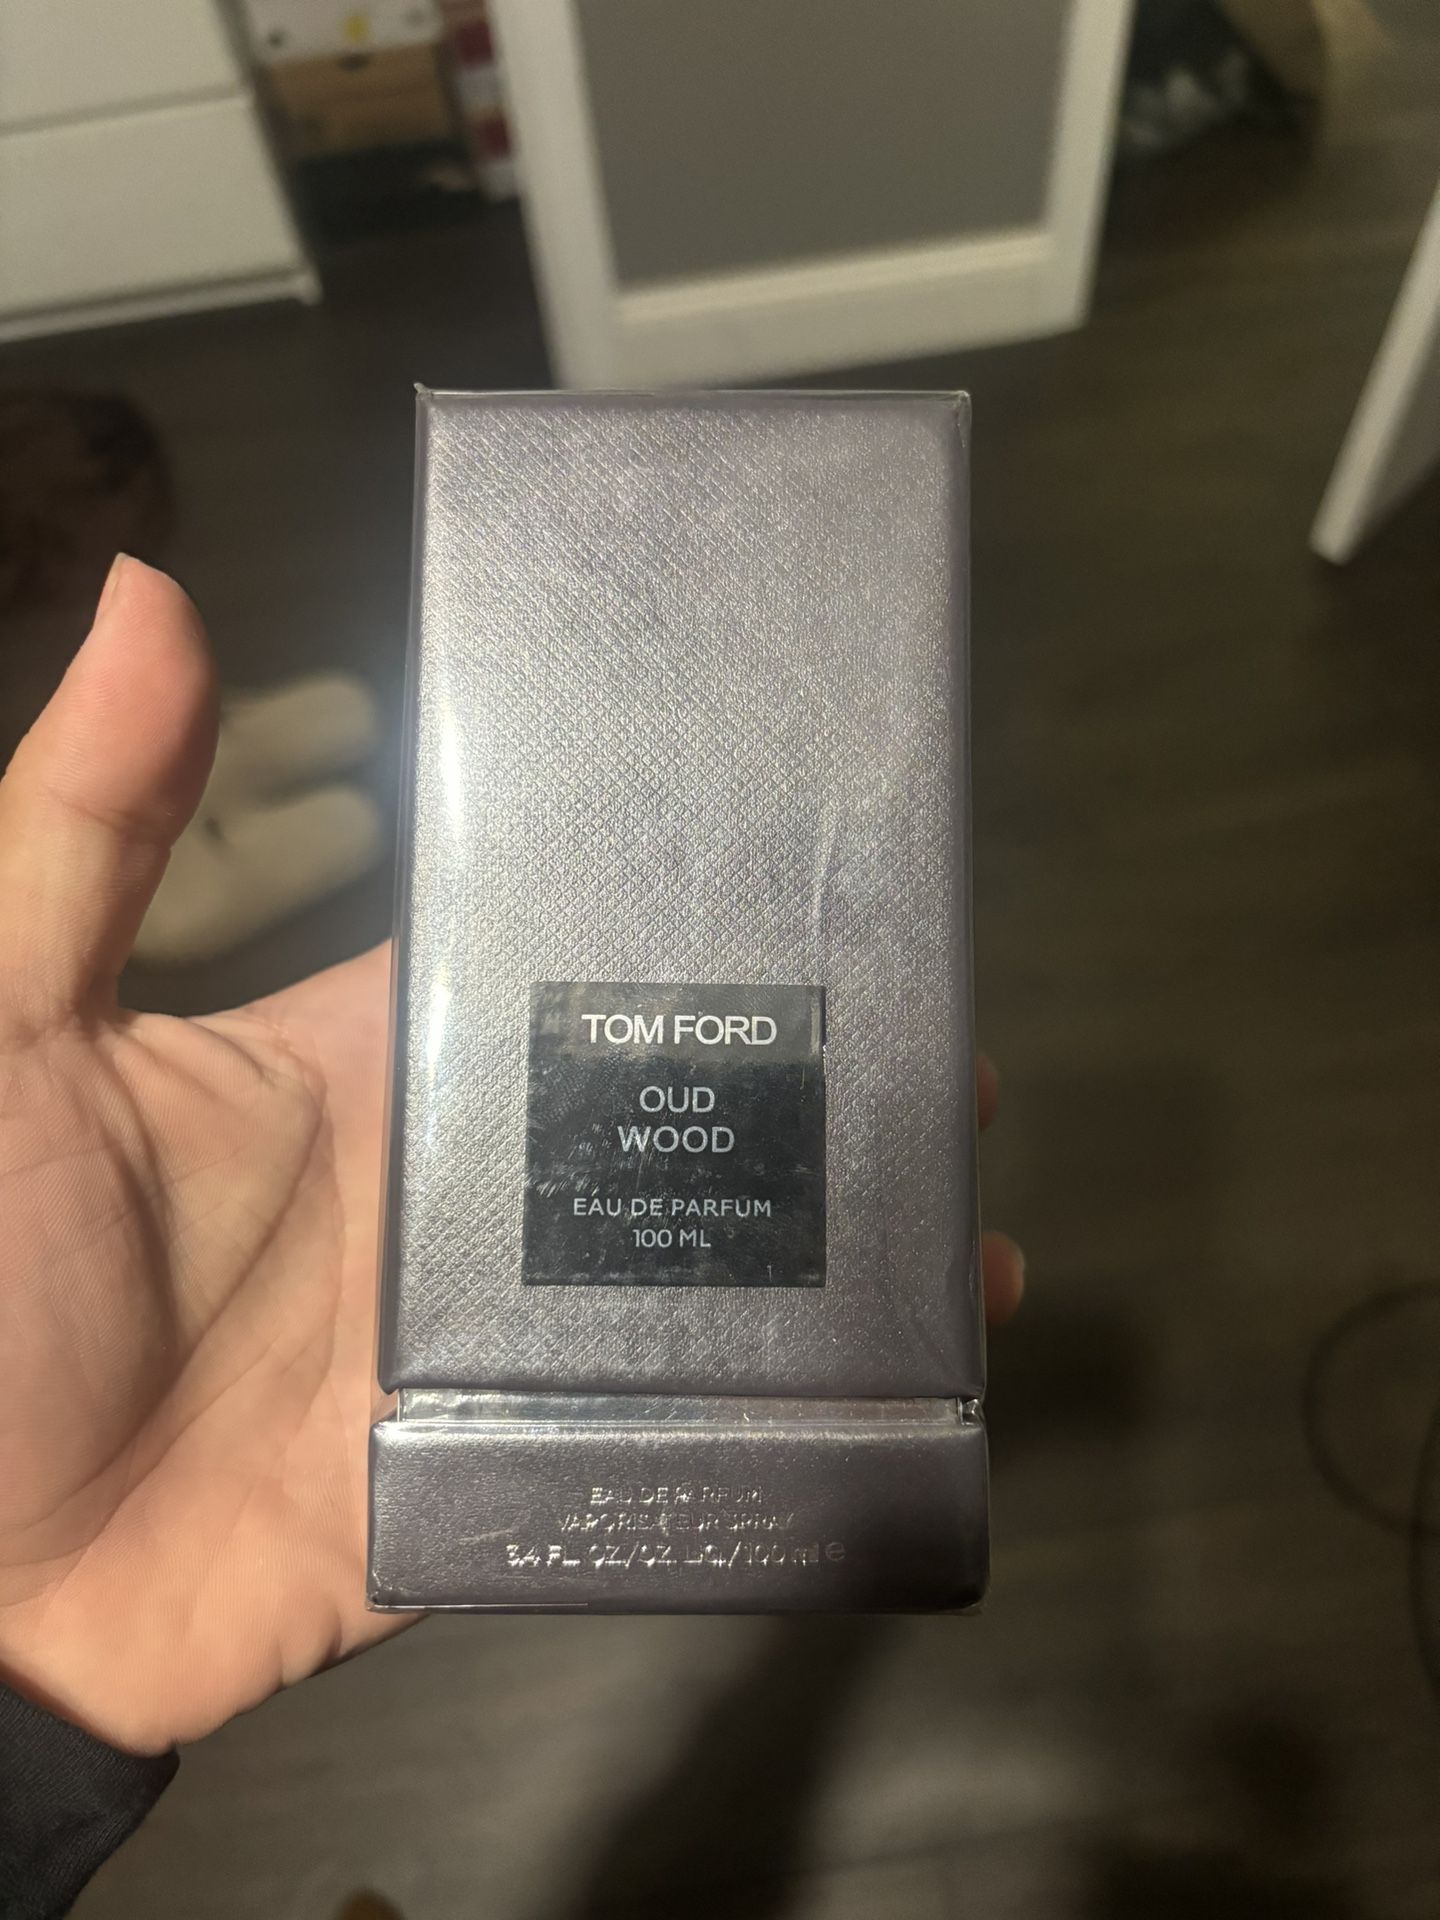 TOM FORD
OUD
WOOD
EAU DE PARFUM
100 ML
EAU DE PARFUM
VAPORISATEUR SPRAY
3.4 FL. OZ/OZ. LIQ./100 ml ℮